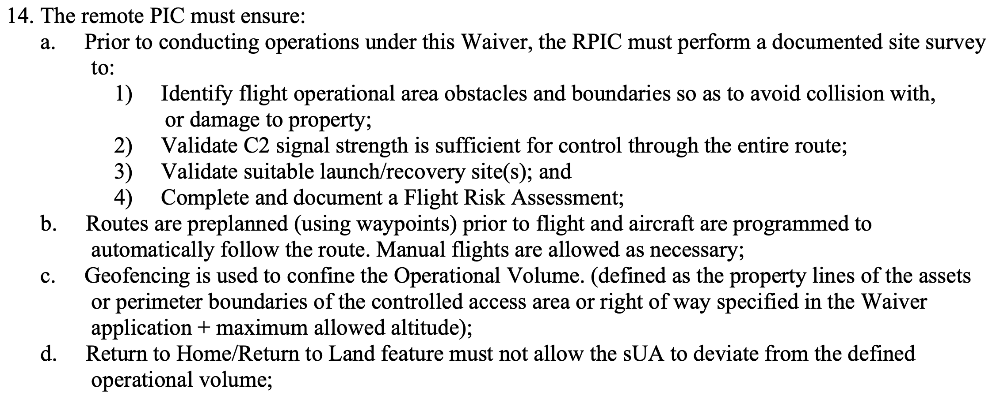 14. The remote PIC must ensure:
a. Prior to conducting operations under this Waiver, the RPIC must perform a documented site survey
to:
1) Identify flight operational area obstacles and boundaries so as to avoid collision with,
or damage to property;
2) Validate C2 signal strength is sufficient for control through the entire route;
3) Validate suitable launch/recovery site(s); and
4) Complete and document a Flight Risk Assessment;
b. Routes are preplanned (using waypoints) prior to flight and aircraft are programmed to
automatically follow the route. Manual flights are allowed as necessary;
c. Geofencing is used to confine the Operational Volume. (defined as the property lines of the assets
or perimeter boundaries of the controlled access area or right of way specified in the Waiver
application + maximum allowed altitude);
d. Return to Home/Return to Land feature must not allow the sUA to deviate from the defined
operational volume;